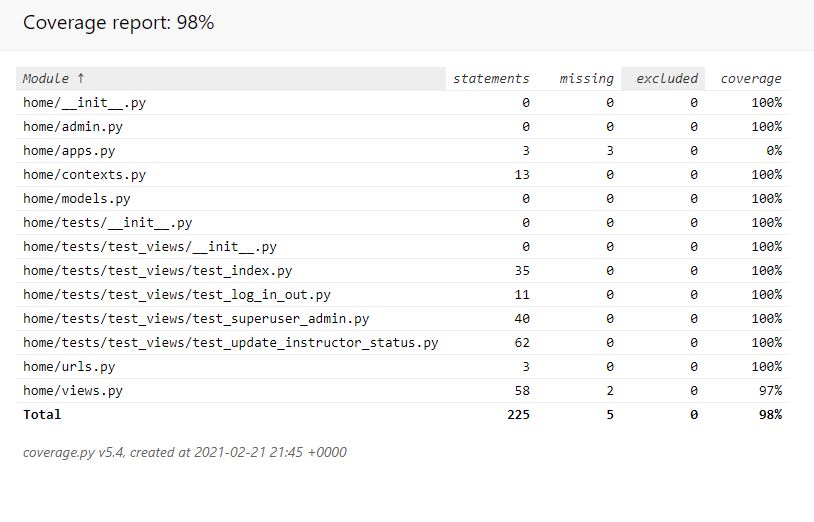 Coverage report: 98%
Module ↑ statements missing excluded coverage
home/__init__.py 0 0 0 100%
home/admin.py 0 0 0 100%
home/apps.py 3 3 0 0%
home/contexts.py 13 0 0 100%
home/models.py 0 0 0 100%
home/tests/__init__.py 0 0 0 100%
home/tests/test_views/__init__.py 0 0 0 100%
home/tests/test_views/test_index.py 35 0 0 100%
home/tests/test_views/test_log_in_out.py 11 0 0 100%
home/tests/test_views/test_superuser_admin.py 40 0 0 100%
home/tests/test_views/test_update_instructor_status.py 62 0 0 100%
home/urls.py 3 0 0 100%
home/views.py 58 2 0 97%
Total 225 5 0 98%
coverage.py v5.4, created at 2021-02-21 21:45 +0000